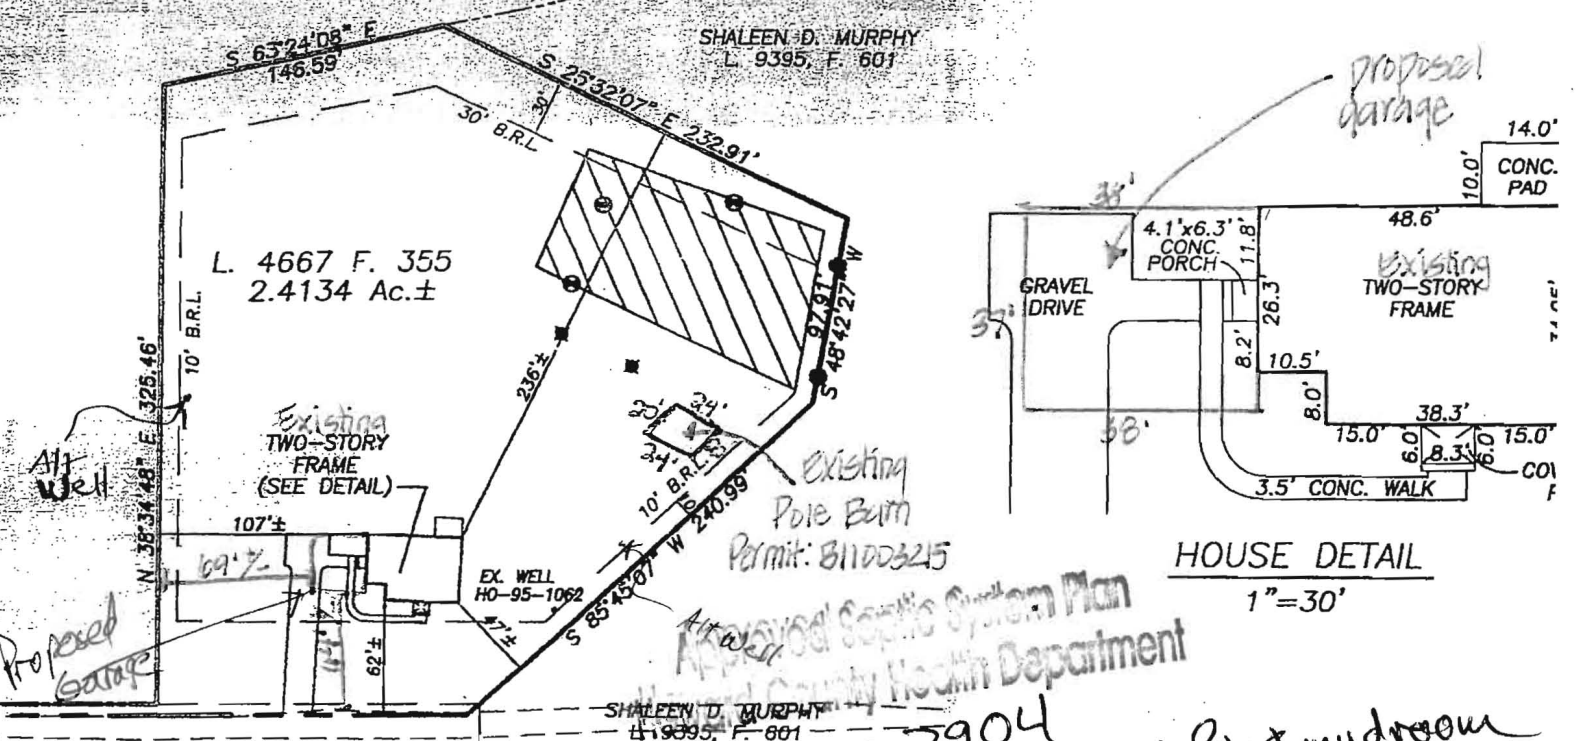 SHALEEN D. MURPHY
L. 9395, F. 601
S 63°24'08" E
146.59'
S 25°32'07" E 232.91'
30'
30' B.R.L.
L. 4667 F. 355
2.4134 Ac.±
10' B.R.L.
N 38°34'48" E 325.46'
S 48°42'27" W
97.91'
236'±
Alt
Well
Existing
TWO-STORY
FRAME
(SEE DETAIL)
24'
24'
10' B.R.L.
10'
Existing
Pole Barn
Permit: B11003215
S 85°45'07" W 240.99'
107'±
69'±
EX. WELL
HO-95-1062
47'±
62'±
Alt Well
Proposed
Garage
Approved Septic System Plan
Howard County Health Department
SHALEEN D. MURPHY
L. 9395, F. 601
5904
mudroom
proposed
garage
14.0'
10.0'
CONC.
PAD
38'
48.6'
4.1'x6.3'
CONC.
PORCH
11.8'
GRAVEL
DRIVE
37'
Existing
TWO-STORY
FRAME
26.3'
8.2'
10.5'
8.0'
38'
38.3'
15.0'
6.0'
8.3'
6.0'
15.0'
3.5' CONC. WALK
HOUSE DETAIL
1"=30'